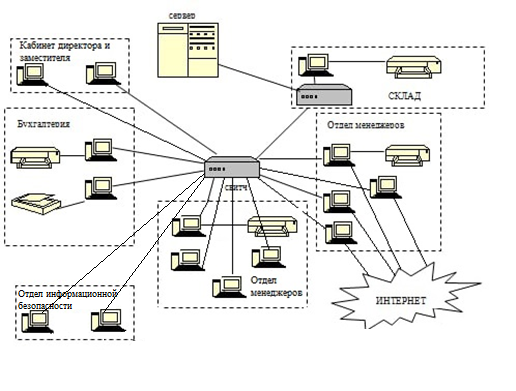 сервер
Кабинет директора и
заместителя
СКЛАД
Бухгалтерия
Отдел менеджеров
свитч
Отдел информационной
безопасности
Отдел
менеджеров
ИНТЕРНЕТ